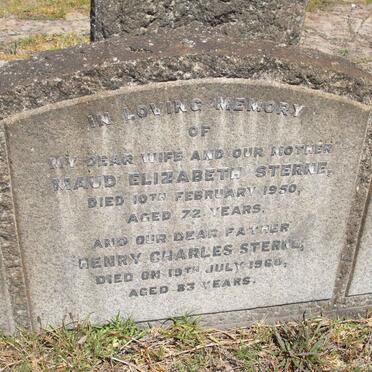 IN LOVING MEMORY
OF
MY DEAR WIFE AND OUR MOTHER
MAUD ELIZABETH STERNE,
DIED 10TH FEBRUARY 1950,
AGED 72 YEARS.
AND OUR DEAR FATHER
HENRY CHARLES STERNE,
DIED ON 19TH JULY 1960,
AGED 83 YEARS.